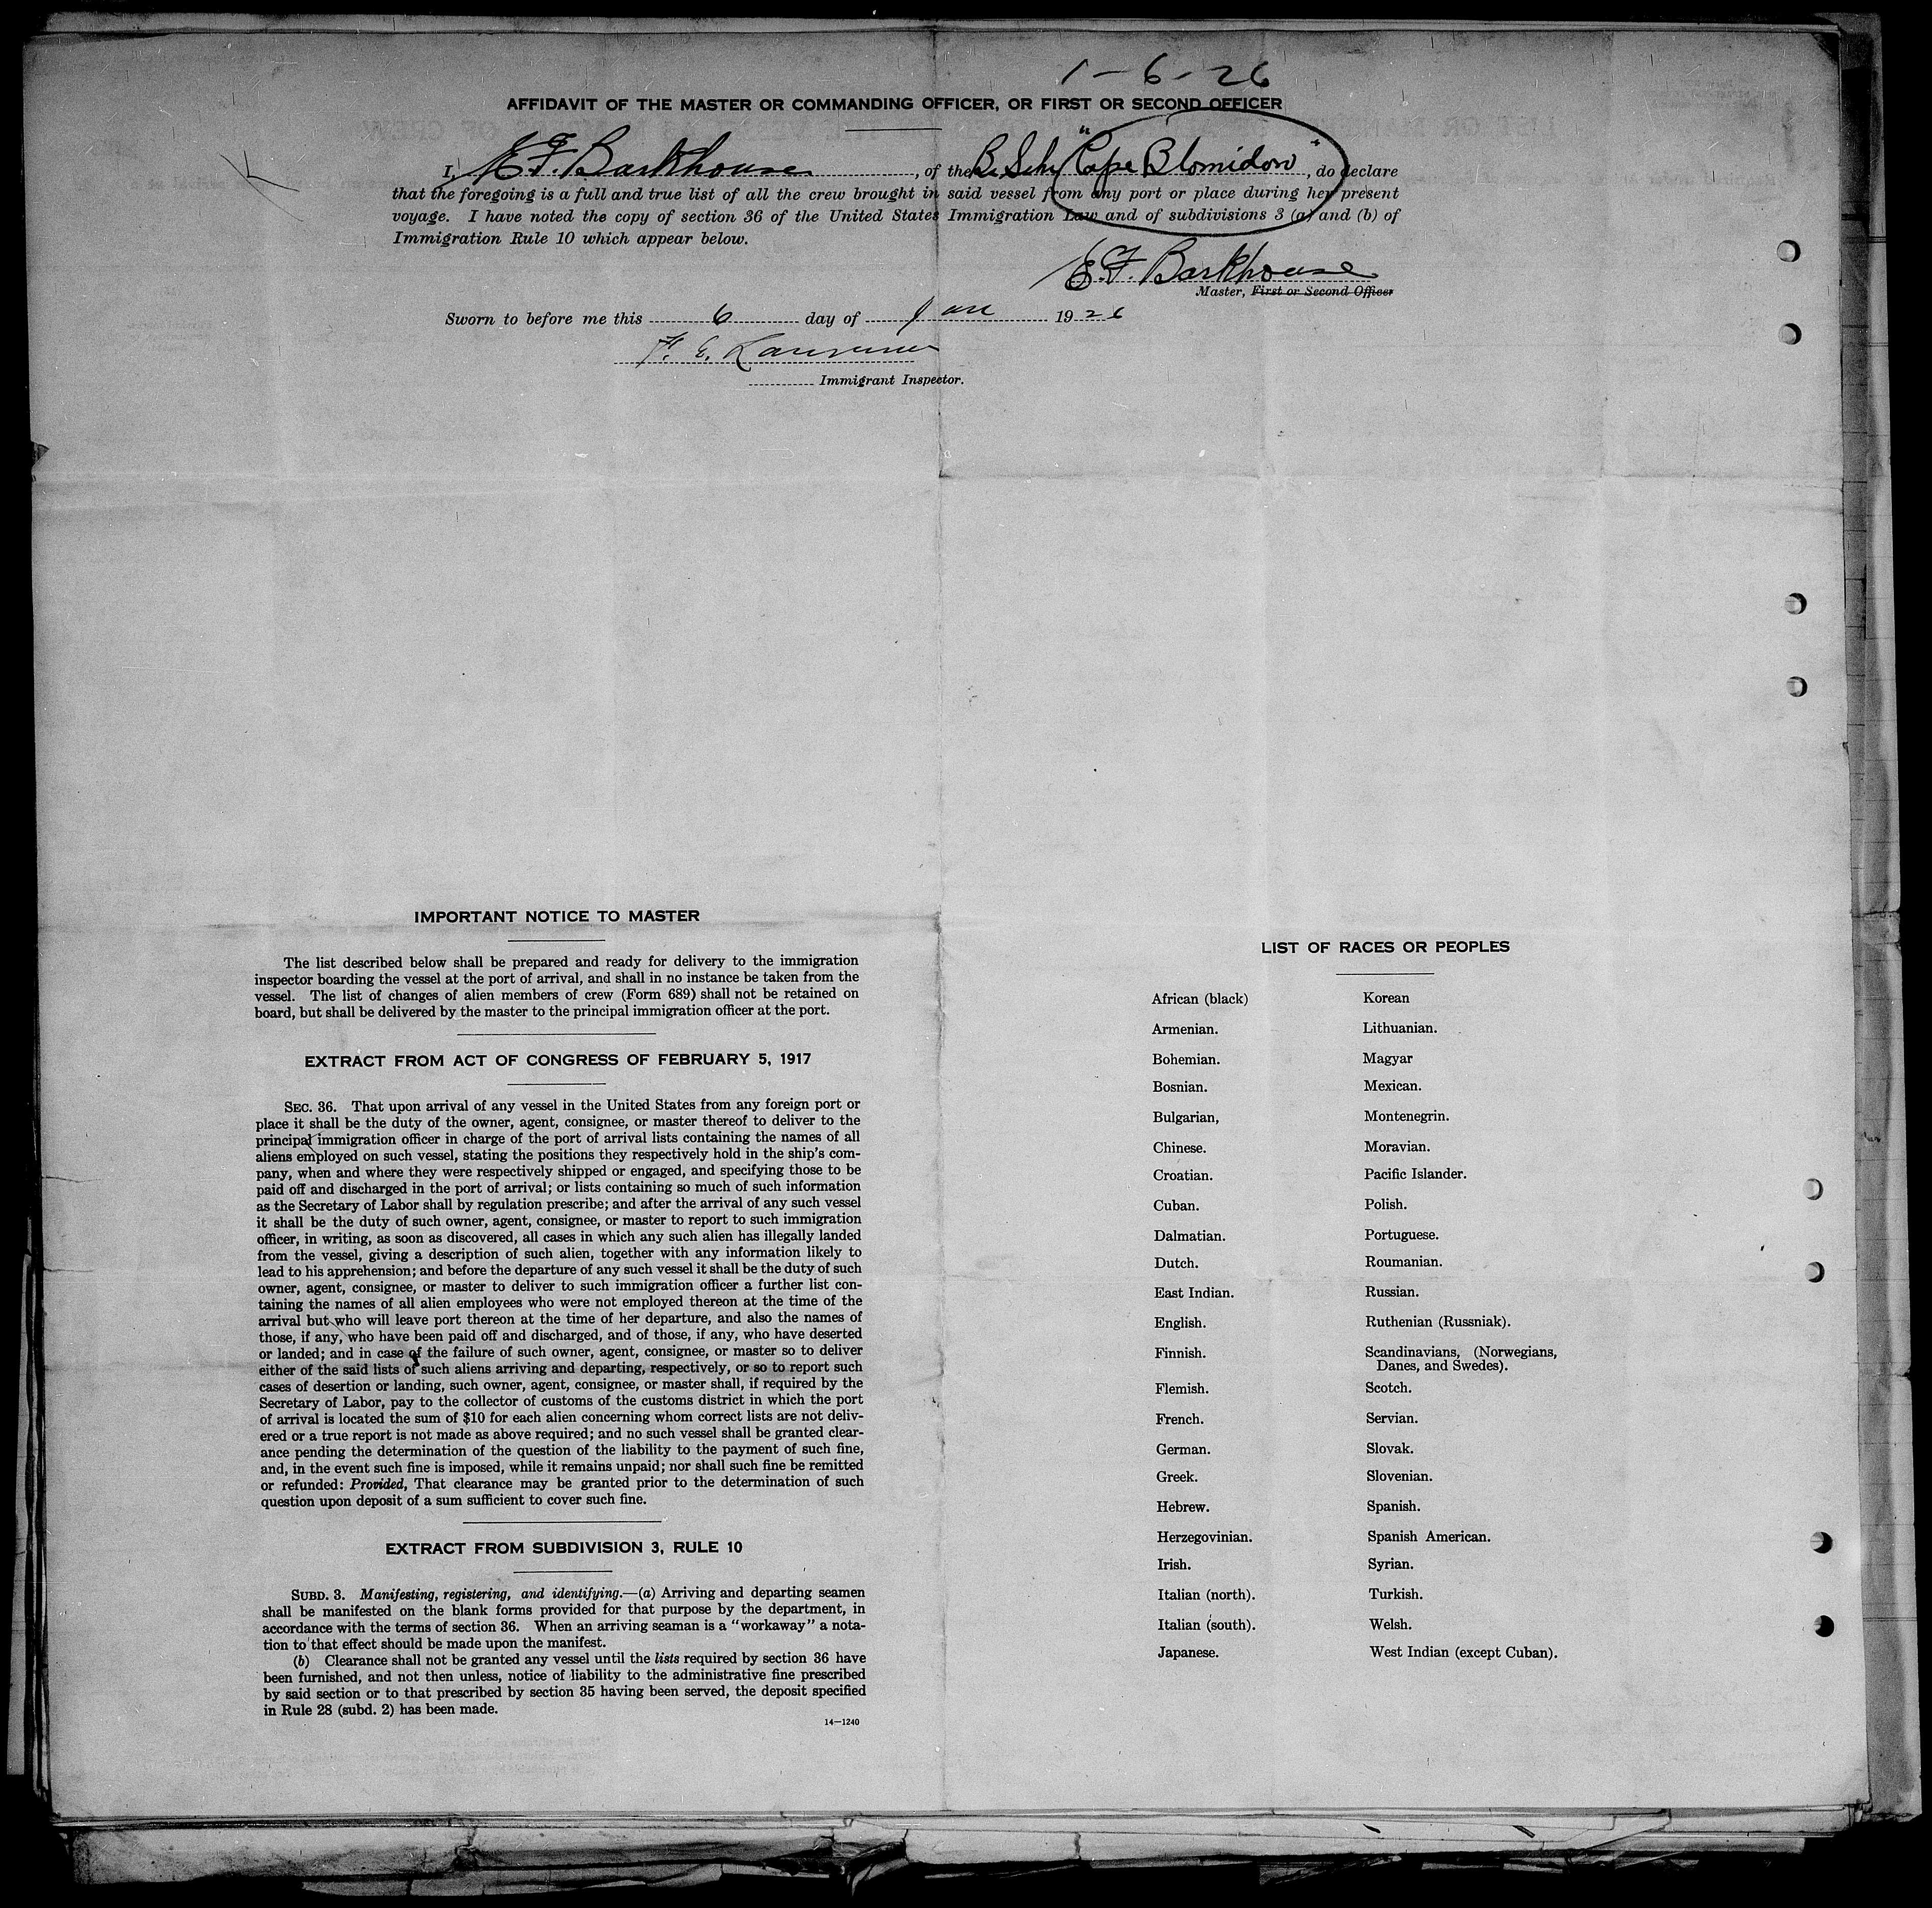 1-6-26
AFFIDAVIT OF THE MASTER OR COMMANDING OFFICER, OR FIRST OR SECOND OFFICER
I, E.F. Barkhouse, of the Br. Sch. "Cape Blomidon", do declare
that the foregoing is a full and true list of all the crew brought in said vessel from any port or place during her present
voyage. I have noted the copy of section 36 of the United States Immigration Law and of subdivisions 3 (a) and (b) of
Immigration Rule 10 which appear below.
E.F. Barkhouse
Master, First or Second Officer
Sworn to before me this 6 day of Jan 1926
F. E.
Immigrant Inspector.
IMPORTANT NOTICE TO MASTER
The list described below shall be prepared and ready for delivery to the immigration
inspector boarding the vessel at the port of arrival, and shall in no instance be taken from the
vessel. The list of changes of alien members of crew (Form 689) shall not be retained on
board, but shall be delivered by the master to the principal immigration officer at the port.
EXTRACT FROM ACT OF CONGRESS OF FEBRUARY 5, 1917
SEC. 36. That upon arrival of any vessel in the United States from any foreign port or
place it shall be the duty of the owner, agent, consignee, or master thereof to deliver to the
principal immigration officer in charge of the port of arrival lists containing the names of all
aliens employed on such vessel, stating the positions they respectively hold in the ship's com-
pany, when and where they were respectively shipped or engaged, and specifying those to be
paid off and discharged in the port of arrival; or lists containing so much of such information
as the Secretary of Labor shall by regulation prescribe; and after the arrival of any such vessel
it shall be the duty of such owner, agent, consignee, or master to report to such immigration
officer, in writing, as soon as discovered, all cases in which any such alien has illegally landed
from the vessel, giving a description of such alien, together with any information likely to
lead to his apprehension; and before the departure of any such vessel it shall be the duty of such
owner, agent, consignee, or master to deliver to such immigration officer a further list con-
taining the names of all alien employees who were not employed thereon at the time of the
arrival but who will leave port thereon at the time of her departure, and also the names of
those, if any, who have been paid off and discharged, and of those, if any, who have deserted
or landed; and in case of the failure of such owner, agent, consignee, or master so to deliver
either of the said lists of such aliens arriving and departing, respectively, or so to report such
cases of desertion or landing, such owner, agent, consignee, or master shall, if required by the
Secretary of Labor, pay to the collector of customs of the customs district in which the port
of arrival is located the sum of $10 for each alien concerning whom correct lists are not deliv-
ered or a true report is not made as above required; and no such vessel shall be granted clear-
ance pending the determination of the question of the liability to the payment of such fine,
and, in the event such fine is imposed, while it remains unpaid; nor shall such fine be remitted
or refunded: Provided, That clearance may be granted prior to the determination of such
question upon deposit of a sum sufficient to cover such fine.
EXTRACT FROM SUBDIVISION 3, RULE 10
SUBD. 3. Manifesting, registering, and identifying.—(a) Arriving and departing seamen
shall be manifested on the blank forms provided for that purpose by the department, in
accordance with the terms of section 36. When an arriving seaman is a "workaway" a nota-
tion to that effect should be made upon the manifest.
(b) Clearance shall not be granted any vessel until the lists required by section 36 have
been furnished, and not then unless, notice of liability to the administrative fine prescribed
by said section or to that prescribed by section 35 having been served, the deposit specified
in Rule 28 (subd. 2) has been made.
14—1240
LIST OF RACES OR PEOPLES
African (black) Korean
Armenian. Lithuanian.
Bohemian. Magyar
Bosnian. Mexican.
Bulgarian, Montenegrin.
Chinese. Moravian.
Croatian. Pacific Islander.
Cuban. Polish.
Dalmatian. Portuguese.
Dutch. Roumanian.
East Indian. Russian.
English. Ruthenian (Russniak).
Finnish. Scandinavians, (Norwegians,
Danes, and Swedes).
Flemish. Scotch.
French. Servian.
German. Slovak.
Greek. Slovenian.
Hebrew. Spanish.
Herzegovinian. Spanish American.
Irish. Syrian.
Italian (north). Turkish.
Italian (south). Welsh.
Japanese. West Indian (except Cuban).